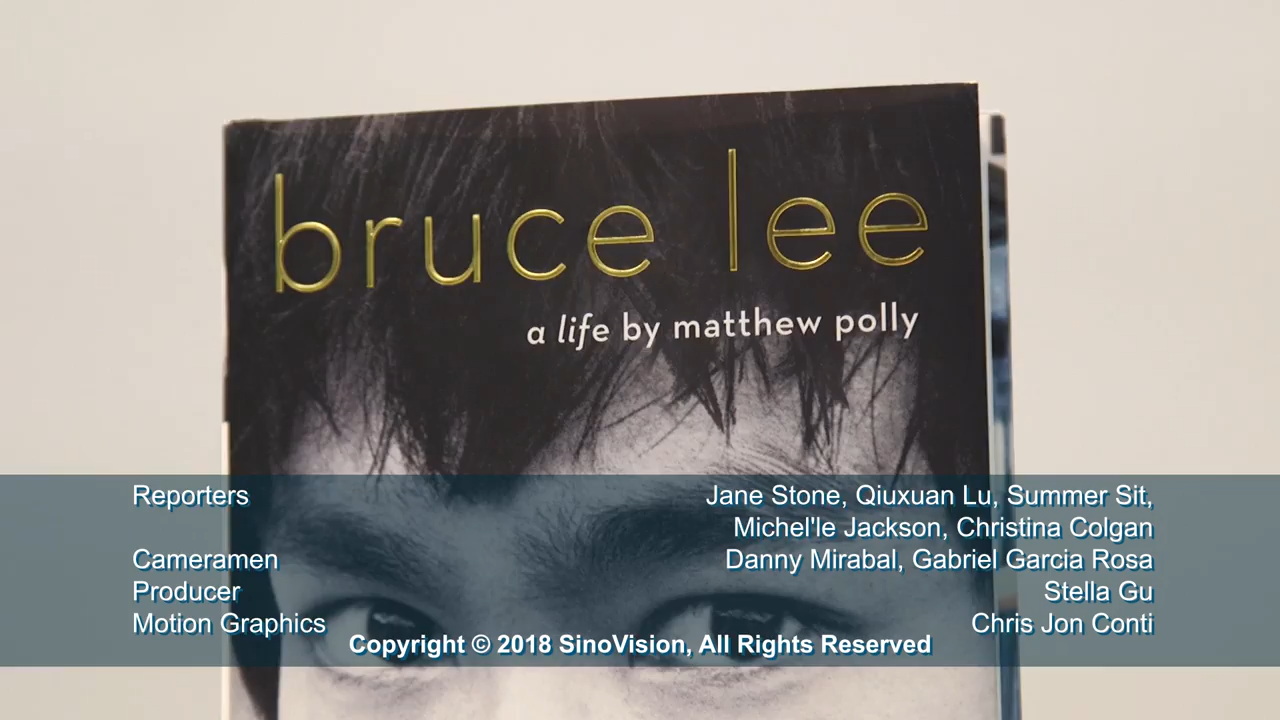 bruce lee
a life by matthew polly
Reporters Jane Stone, Qiuxuan Lu, Summer Sit,
Michel'le Jackson, Christina Colgan
Cameramen Danny Mirabal, Gabriel Garcia Rosa
Producer Stella Gu
Motion Graphics Chris Jon Conti
Copyright © 2018 SinoVision, All Rights Reserved